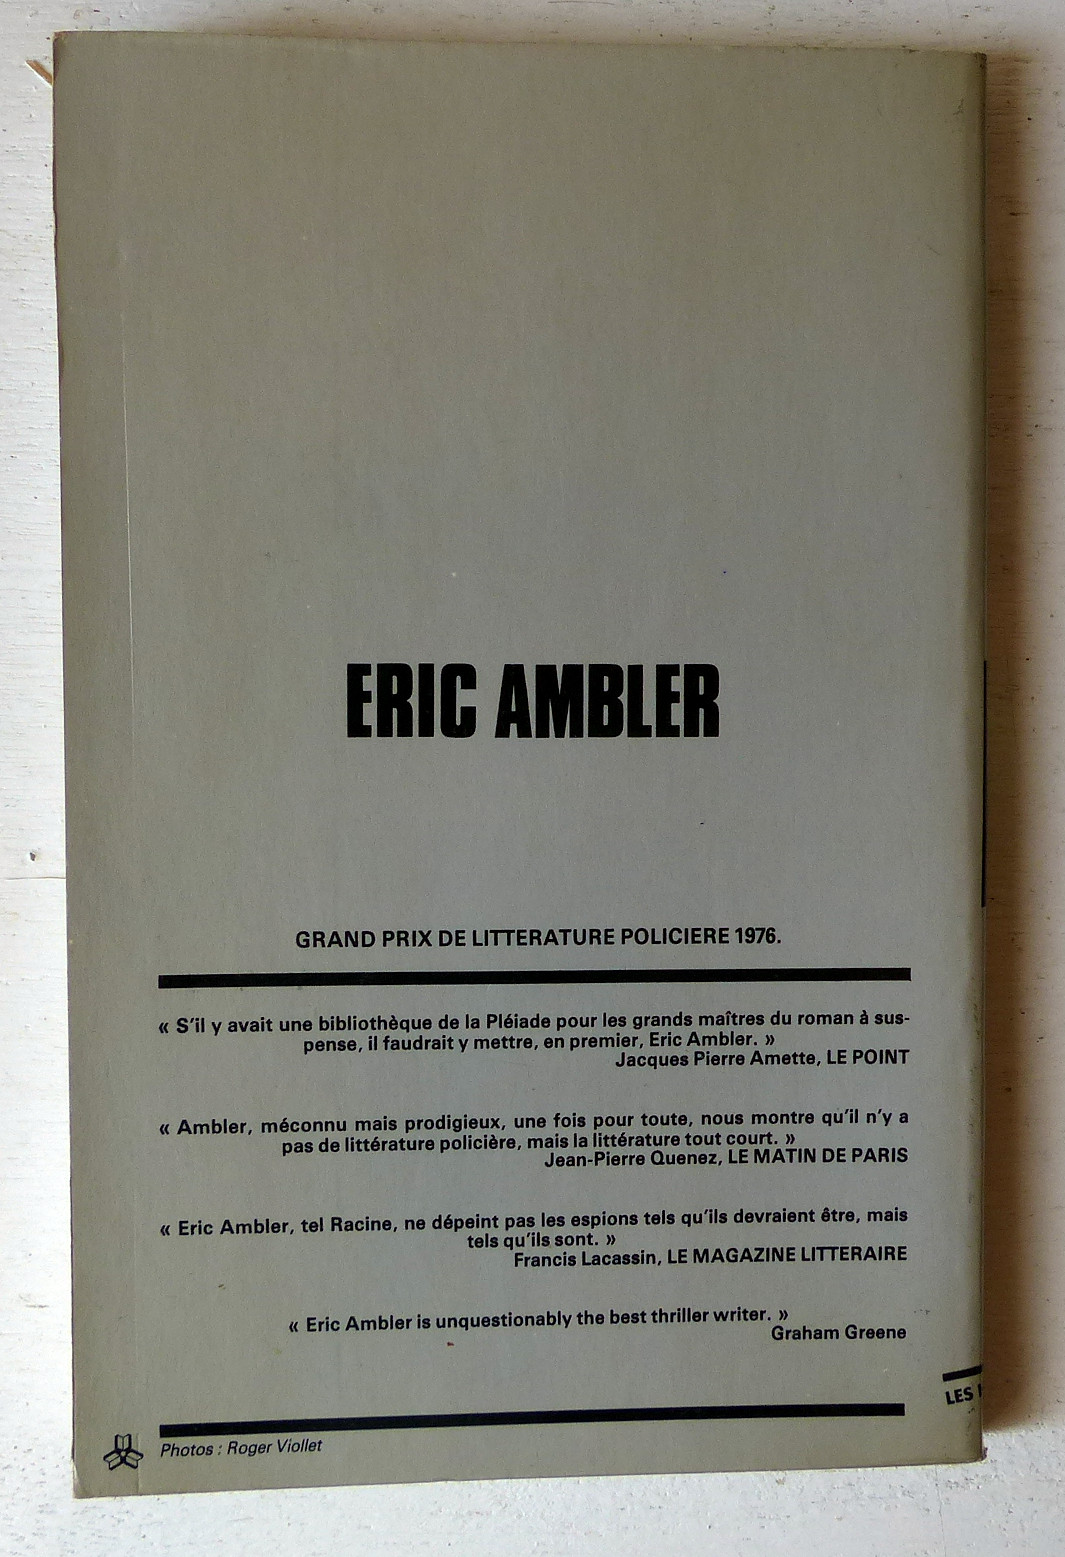 ERIC AMBLER
GRAND PRIX DE LITTERATURE POLICIERE 1976.
« S'il y avait une bibliothèque de la Pléiade pour les grands maîtres du roman à sus-
pense, il faudrait y mettre, en premier, Eric Ambler. »
Jacques Pierre Amette, LE POINT
« Ambler, méconnu mais prodigieux, une fois pour toute, nous montre qu'il n'y a
pas de littérature policière, mais la littérature tout court. »
Jean-Pierre Quenez, LE MATIN DE PARIS
« Eric Ambler, tel Racine, ne dépeint pas les espions tels qu'ils devraient être, mais
tels qu'ils sont. »
Francis Lacassin, LE MAGAZINE LITTERAIRE
« Eric Ambler is unquestionably the best thriller writer. »
Graham Greene
LES
Photos : Roger Viollet